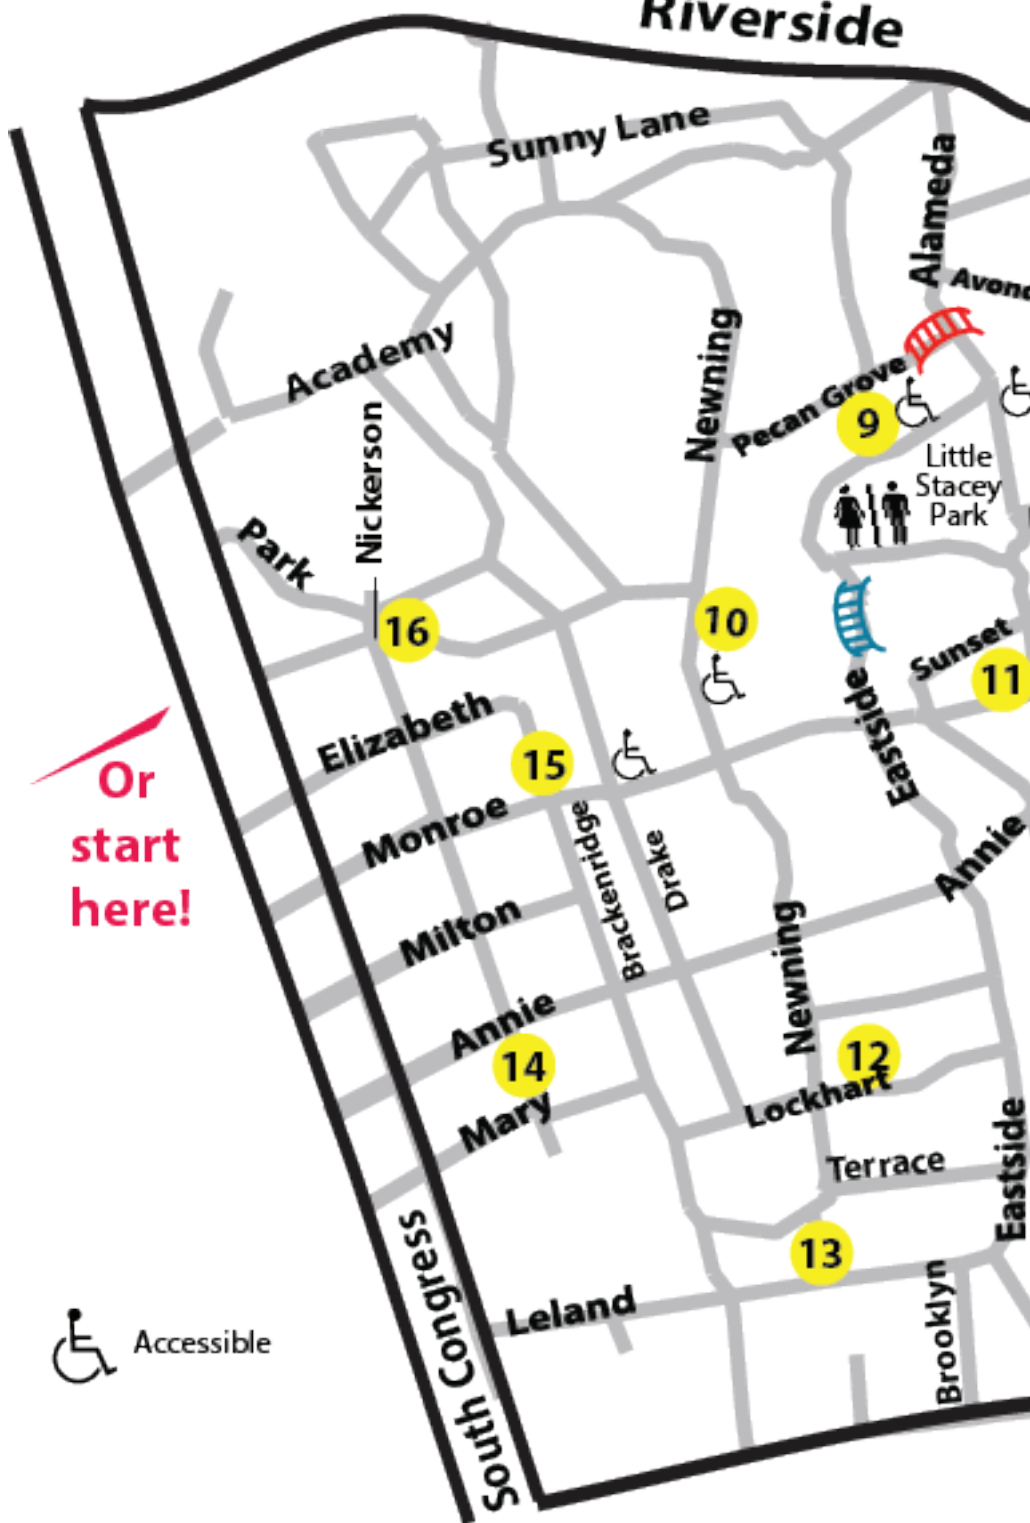 Riverside
Sunny Lane
Alameda
Avond
Academy
Newning
Pecan Grove
9
Nickerson
Little
Stacey
Park
Park
16
10
Sunset
11
Elizabeth
Eastside
15
Or
start
here!
Monroe
Brackenridge
Drake
Annie
Milton
Newning
Annie
14
12
Mary
Lockhart
Terrace
Eastside
13
South Congress
Leland
Brooklyn
Accessible